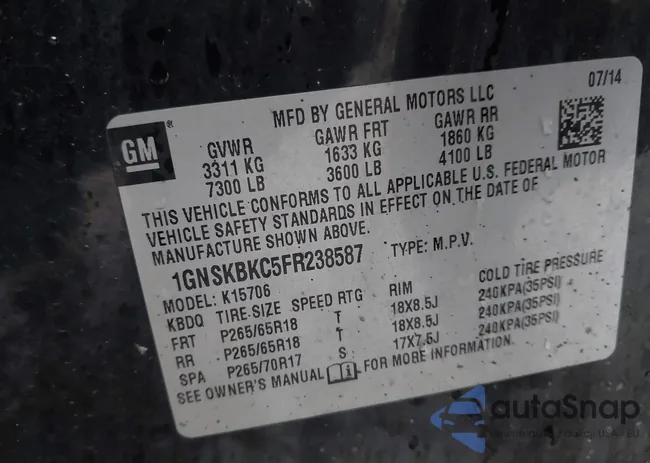 07/14
MFD BY GENERAL MOTORS LLC
GM
GVWR GAWR FRT GAWR RR
3311 KG 1633 KG 1860 KG
7300 LB 3600 LB 4100 LB
THIS VEHICLE CONFORMS TO ALL APPLICABLE U.S. FEDERAL MOTOR
VEHICLE SAFETY STANDARDS IN EFFECT ON THE DATE OF
MANUFACTURE SHOWN ABOVE.
1GNSKBKC5FR238587 TYPE: M.P.V.
MODEL: K15706
KBDQ TIRE-SIZE SPEED RTG RIM COLD TIRE PRESSURE
FRT P265/65R18 T 18X8.5J 240KPA(35PSI)
RR P265/65R18 T 18X8.5J 240KPA(35PSI)
SPA P265/70R17 S 17X7.5J 240KPA(35PSI)
SEE OWNER'S MANUAL FOR MORE INFORMATION.
autaSnap